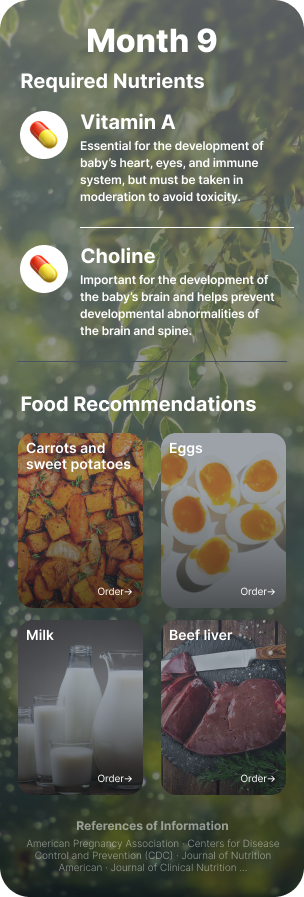 Month 9
Required Nutrients
Vitamin A
Essential for the development of
baby's heart, eyes, and immune
system, but must be taken in
moderation to avoid toxicity.
Choline
Important for the development of
the baby's brain and helps prevent
developmental abnormalities of
the brain and spine.
Food Recommendations
Carrots and
sweet potatoes
Order→
Eggs
Order→
Milk
Order→
Beef liver
Order→
References of Information
American Pregnancy Association · Centers for Disease
Control and Prevention (CDC) · Journal of Nutrition
American · Journal of Clinical Nutrition ...